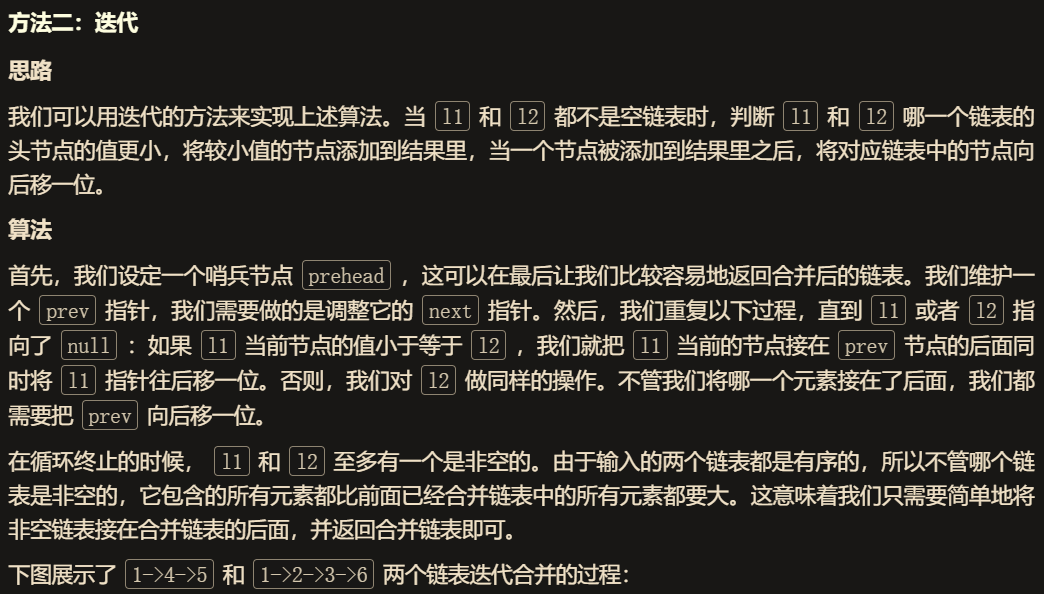 方法二：迭代
思路
我们可以用迭代的方法来实现上述算法。当 l1 和 l2 都不是空链表时，判断 l1 和 l2 哪一个链表的
头节点的值更小，将较小值的节点添加到结果里，当一个节点被添加到结果里之后，将对应链表中的节点向
后移一位。
算法
首先，我们设定一个哨兵节点 prehead ，这可以在最后让我们比较容易地返回合并后的链表。我们维护一
个 prev 指针，我们需要做的是调整它的 next 指针。然后，我们重复以下过程，直到 l1 或者 l2 指
向了 null ：如果 l1 当前节点的值小于等于 l2 ，我们就把 l1 当前的节点接在 prev 节点的后面同
时将 l1 指针往后移一位。否则，我们对 l2 做同样的操作。不管我们将哪一个元素接在了后面，我们都
需要把 prev 向后移一位。
在循环终止的时候， l1 和 l2 至多有一个是非空的。由于输入的两个链表都是有序的，所以不管哪个链
表是非空的，它包含的所有元素都比前面已经合并链表中的所有元素都要大。这意味着我们只需要简单地将
非空链表接在合并链表的后面，并返回合并链表即可。
下图展示了 1->4->5 和 1->2->3->6 两个链表迭代合并的过程：